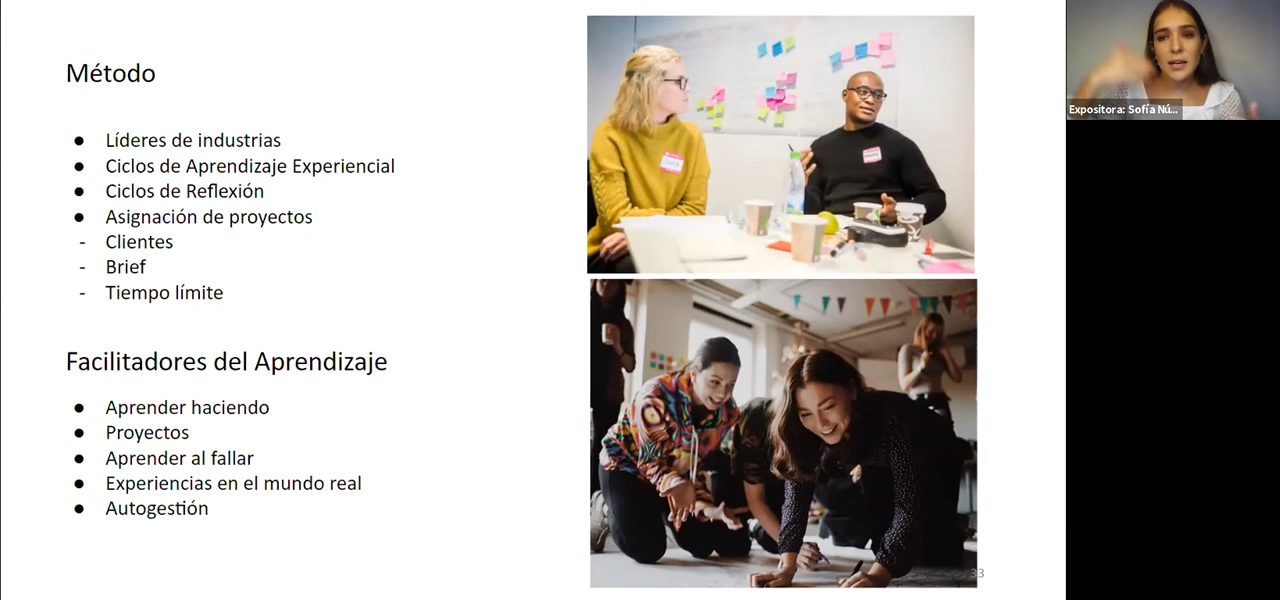 Método
● Líderes de industrias
● Ciclos de Aprendizaje Experiencial
● Ciclos de Reflexión
● Asignación de proyectos
- Clientes
- Brief
- Tiempo límite
Facilitadores del Aprendizaje
● Aprender haciendo
● Proyectos
● Aprender al fallar
● Experiencias en el mundo real
● Autogestión
33
Expositora: Sofía Nú...